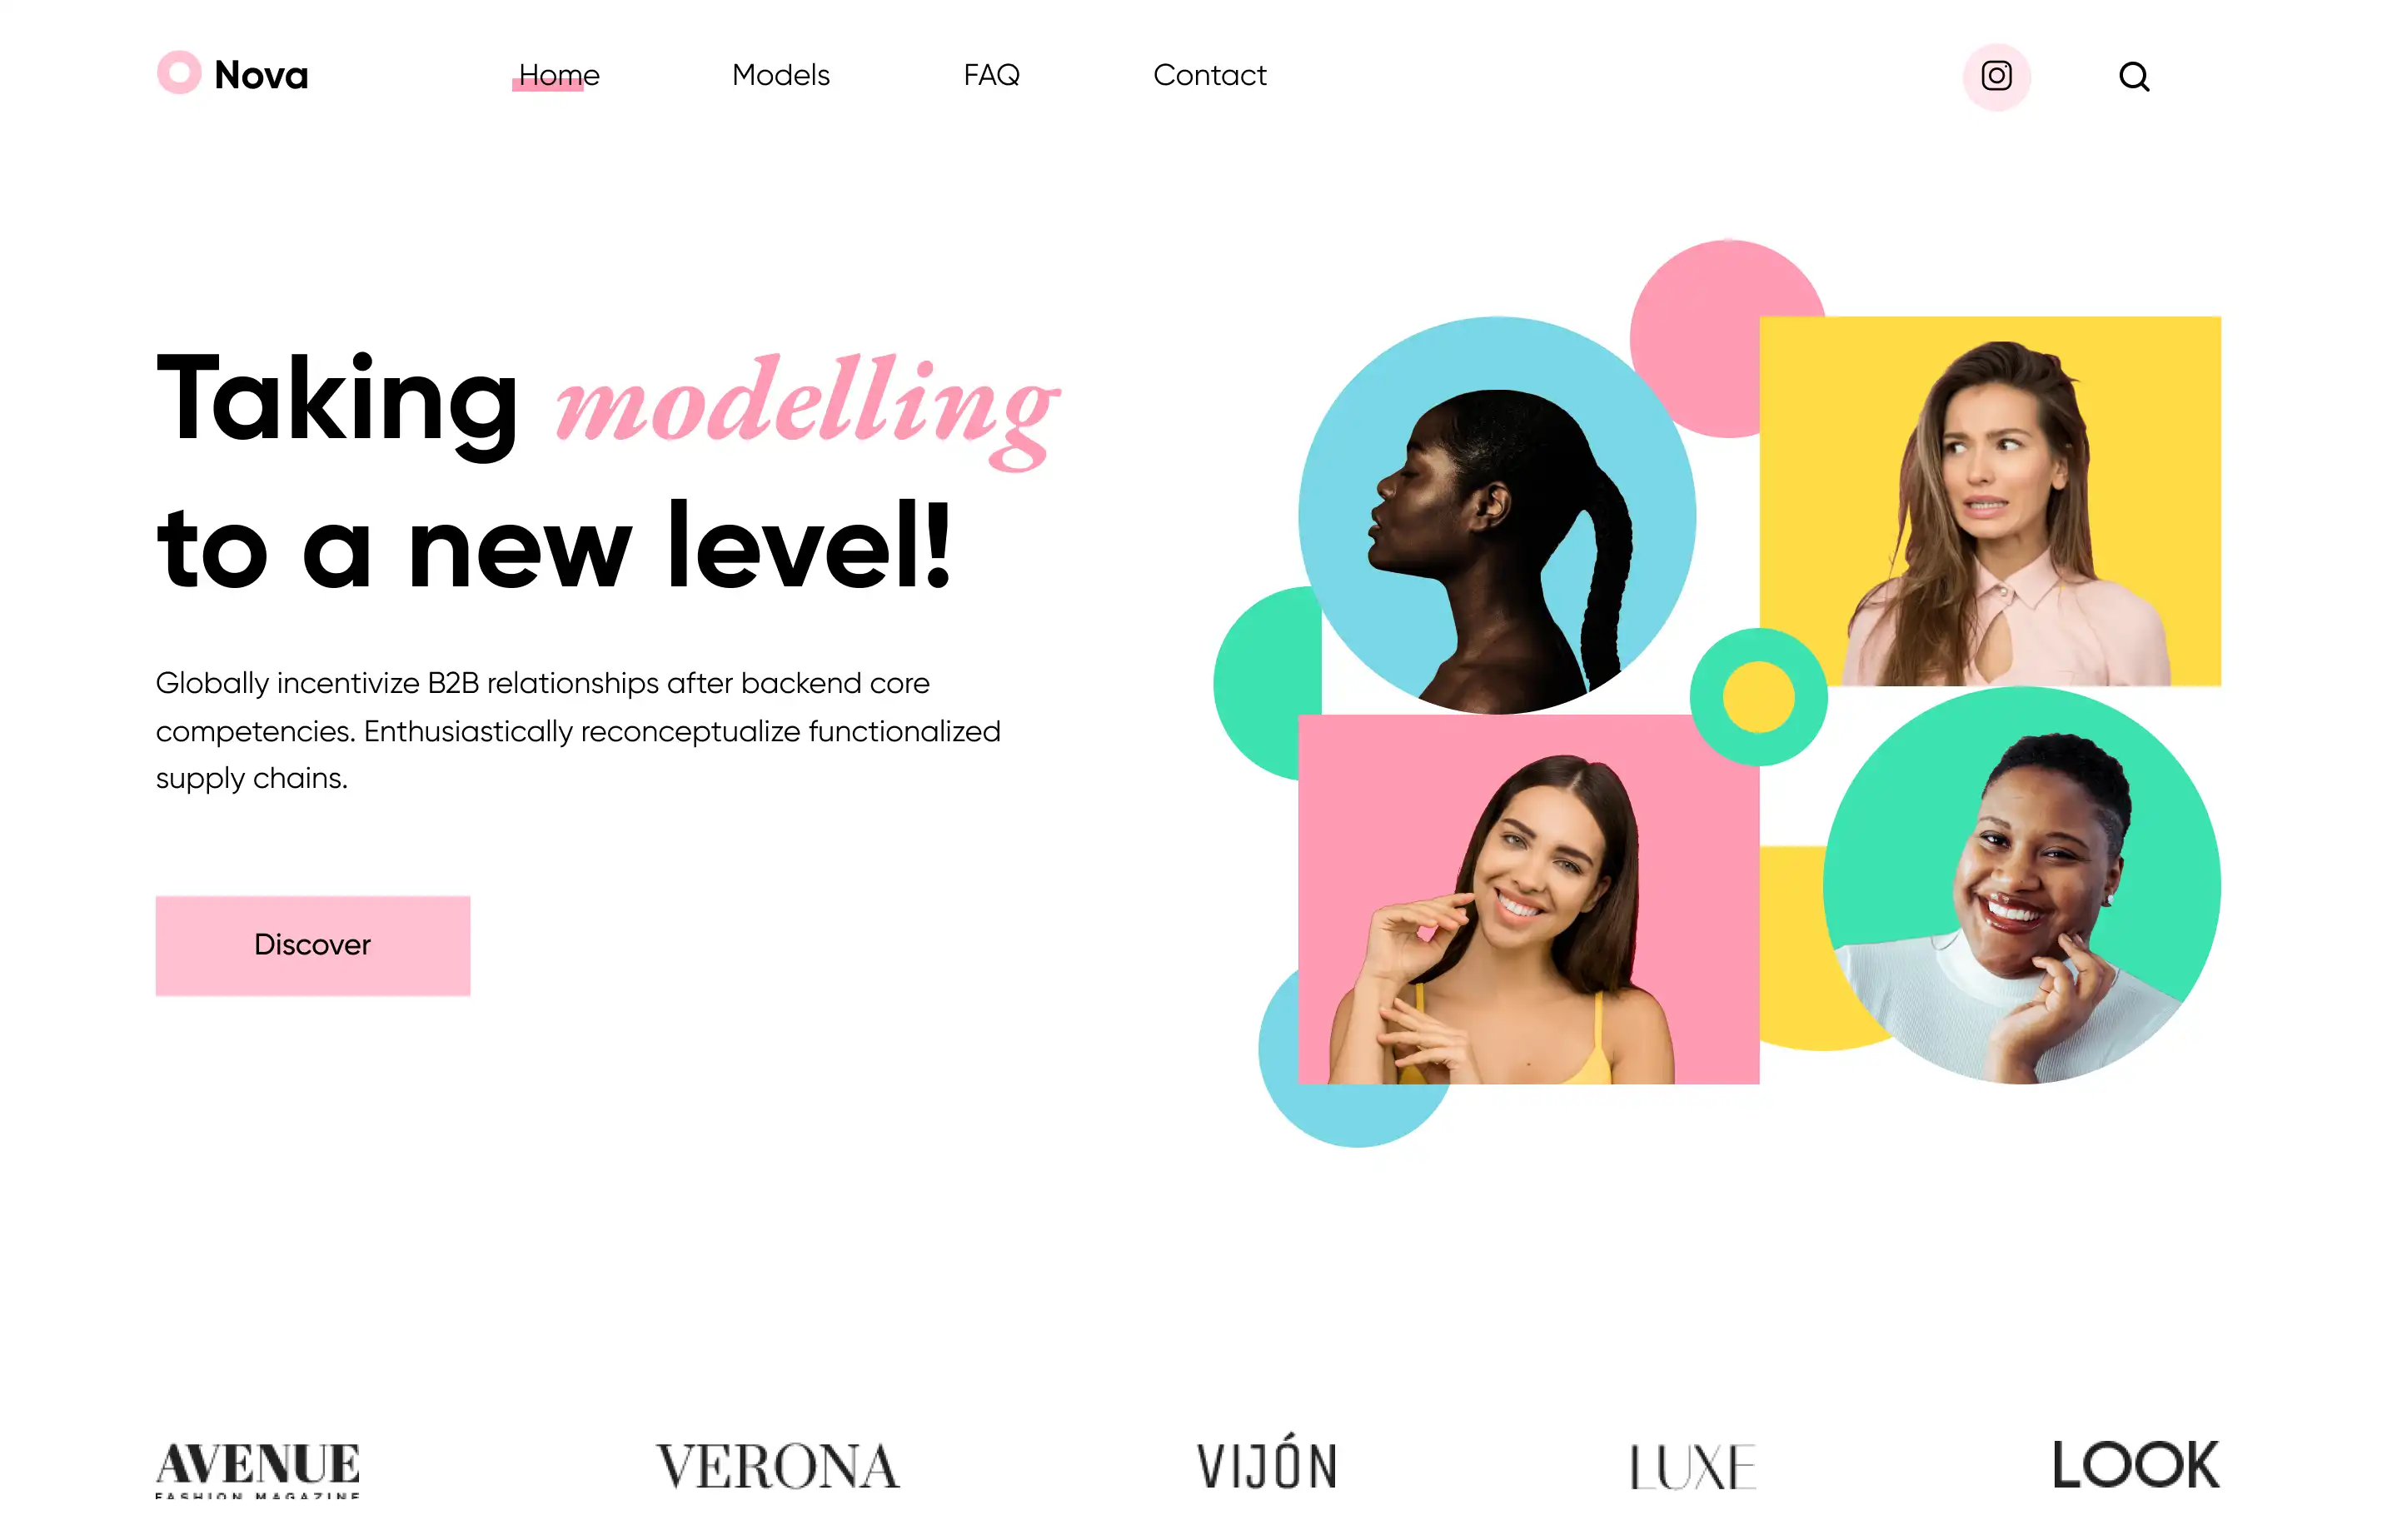 Nova
Home
Models
FAQ
Contact
Taking modelling
to a new level!
Globally incentivize B2B relationships after backend core
competencies. Enthusiastically reconceptualize functionalized
supply chains.
Discover
AVENUE
FASHION MAGAZINE
VERONA
VIJÓN
LUXE
LOOK